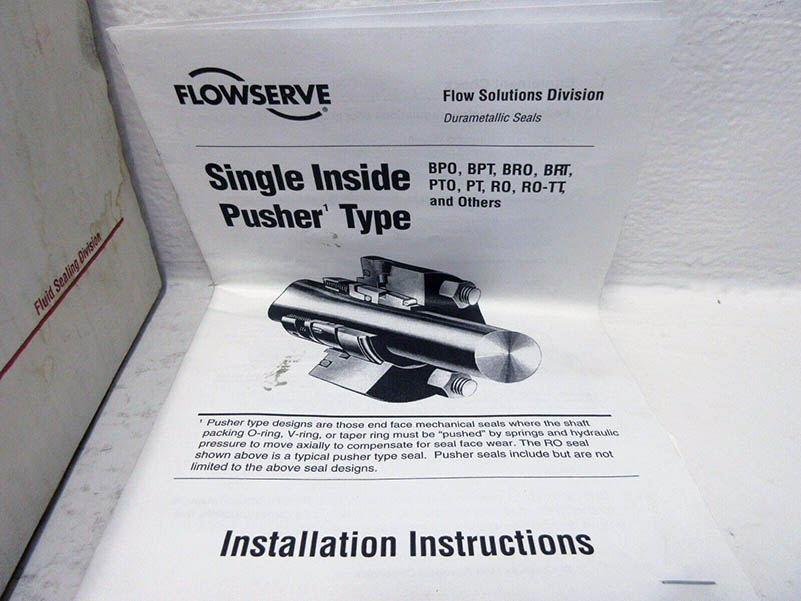 FLOWSERVE®
Flow Solutions Division
Durametallic Seals
Single Inside
Pusher¹ Type
BPO, BPT, BRO, BRT,
PTO, PT, RO, RO-TT,
and Others
¹ Pusher type designs are those end face mechanical seals where the shaft
packing O-ring, V-ring, or taper ring must be "pushed" by springs and hydraulic
pressure to move axially to compensate for seal face wear. The RO seal
shown above is a typical pusher type seal. Pusher seals include but are not
limited to the above seal designs.
Installation Instructions
Fluid Sealing Division